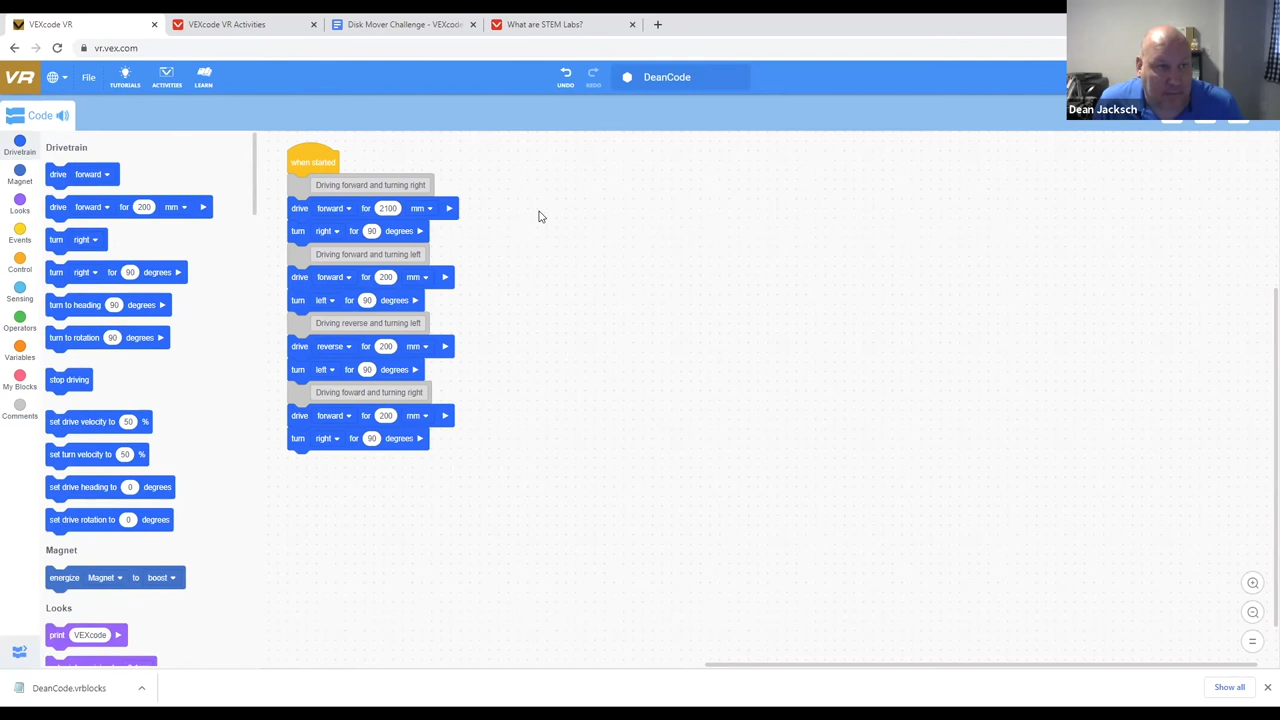 VEXcode VR
VEXcode VR Activities
Disk Mover Challenge - VEXcode
What are STEM Labs?
vr.vex.com
VR
File
TUTORIALS
ACTIVITIES
LEARN
UNDO
REDO
DeanCode
Dean Jacksch
Code
Drivetrain
Magnet
Looks
Events
Control
Sensing
Operators
Variables
My Blocks
Comments
Drivetrain
drive forward
drive forward for 200 mm
turn right
turn right for 90 degrees
turn to heading 90 degrees
turn to rotation 90 degrees
stop driving
set drive velocity to 50 %
set turn velocity to 50 %
set drive heading to 0 degrees
set drive rotation to 0 degrees
Magnet
energize Magnet to boost
Looks
print VEXcode
when started
Driving forward and turning right
drive forward for 2100 mm
turn right for 90 degrees
Driving forward and turning left
drive forward for 200 mm
turn left for 90 degrees
Driving reverse and turning left
drive reverse for 200 mm
turn left for 90 degrees
Driving foward and turning right
drive forward for 200 mm
turn right for 90 degrees
DeanCode.vrblocks
Show all